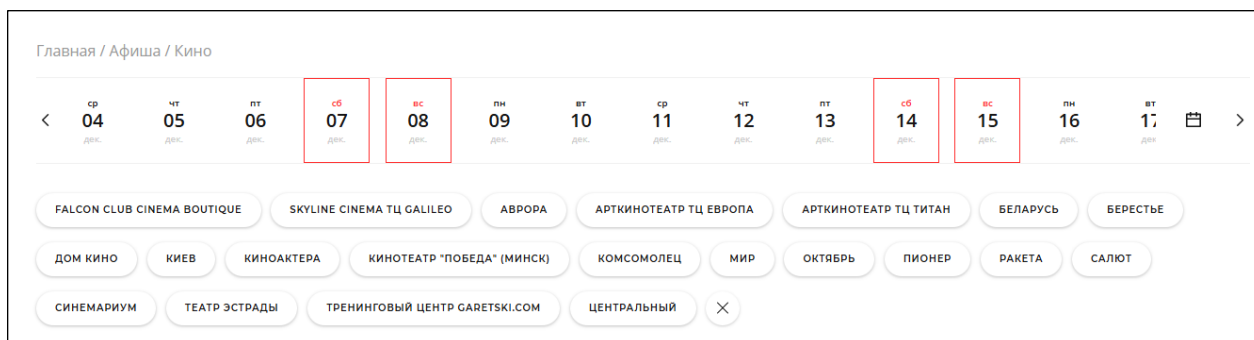 Главная / Афиша / Кино
ср чт пт сб вс пн вт ср чт пт сб вс пн вт
04 05 06 07 08 09 10 11 12 13 14 15 16 17
дек. дек. дек. дек. дек. дек. дек. дек. дек. дек. дек. дек. дек. дек
FALCON CLUB CINEMA BOUTIQUE SKYLINE CINEMA ТЦ GALILEO АВРОРА АРТКИНОТЕАТР ТЦ ЕВРОПА АРТКИНОТЕАТР ТЦ ТИТАН БЕЛАРУСЬ БЕРЕСТЬЕ
ДОМ КИНО КИЕВ КИНОАКТЕРА КИНОТЕАТР "ПОБЕДА" (МИНСК) КОМСОМОЛЕЦ МИР ОКТЯБРЬ ПИОНЕР РАКЕТА САЛЮТ
СИНЕМАРИУМ ТЕАТР ЭСТРАДЫ ТРЕНИНГОВЫЙ ЦЕНТР GARETSKI.COM ЦЕНТРАЛЬНЫЙ